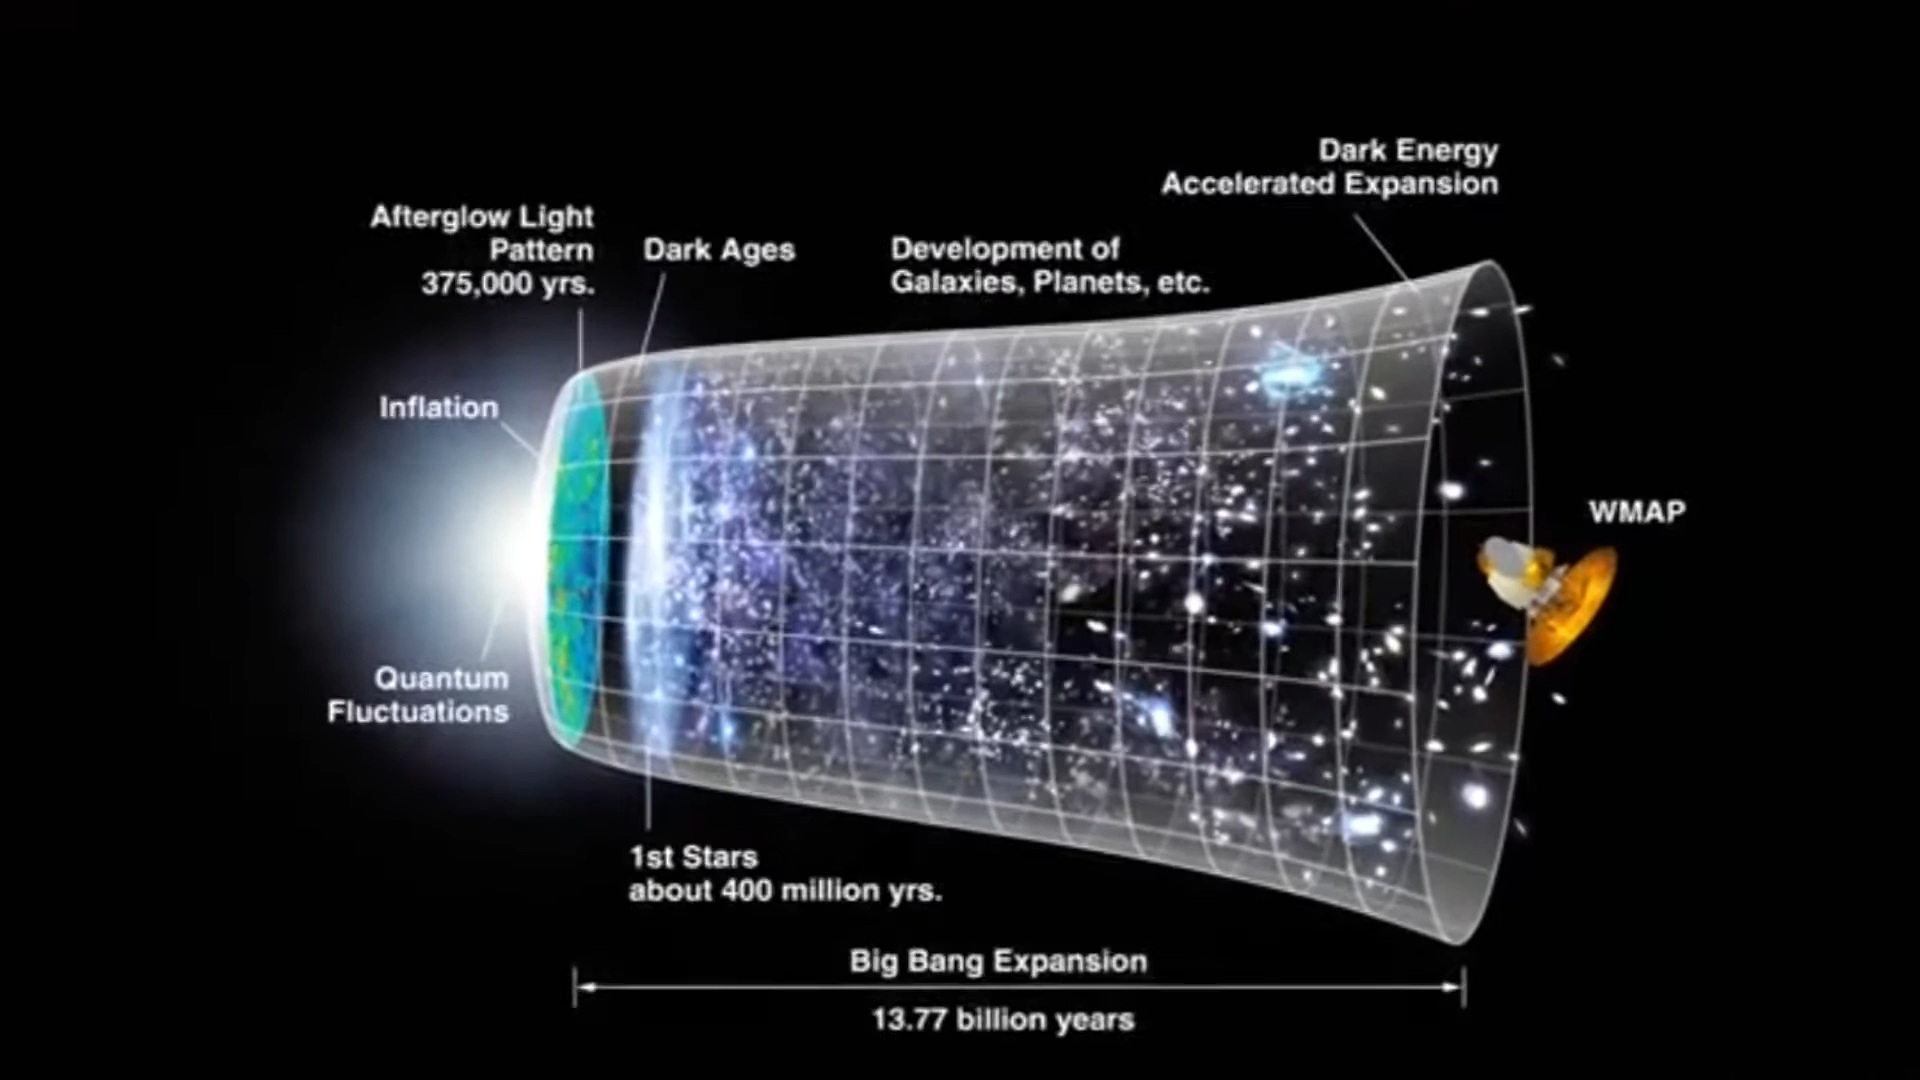 Dark Energy
Accelerated Expansion
Afterglow Light
Pattern
375,000 yrs.
Dark Ages
Development of
Galaxies, Planets, etc.
Inflation
WMAP
Quantum
Fluctuations
1st Stars
about 400 million yrs.
Big Bang Expansion
13.77 billion years